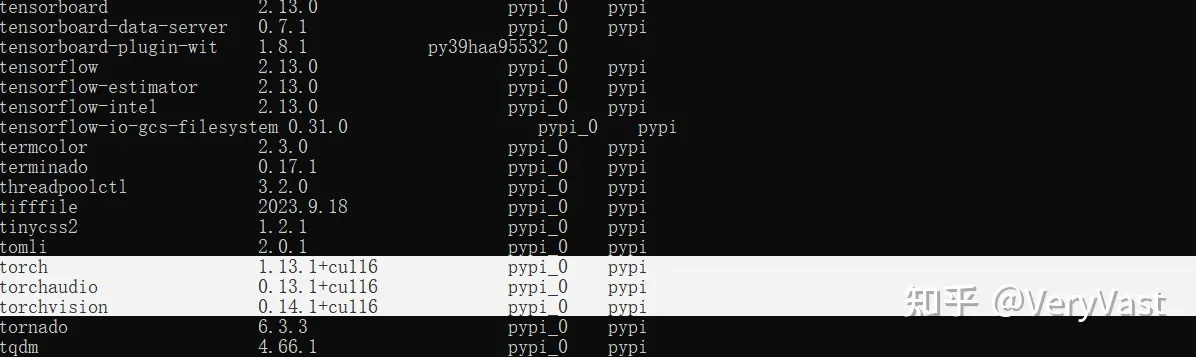 tensorboard 2.13.0 pypi_0 pypi
tensorboard-data-server 0.7.1 pypi_0 pypi
tensorboard-plugin-wit 1.8.1 py39haa95532_0
tensorflow 2.13.0 pypi_0 pypi
tensorflow-estimator 2.13.0 pypi_0 pypi
tensorflow-intel 2.13.0 pypi_0 pypi
tensorflow-io-gcs-filesystem 0.31.0 pypi_0 pypi
termcolor 2.3.0 pypi_0 pypi
terminado 0.17.1 pypi_0 pypi
threadpoolctl 3.2.0 pypi_0 pypi
tifffile 2023.9.18 pypi_0 pypi
tinycss2 1.2.1 pypi_0 pypi
tomli 2.0.1 pypi_0 pypi
torch 1.13.1+cu116 pypi_0 pypi
torchaudio 0.13.1+cu116 pypi_0 pypi
torchvision 0.14.1+cu116 pypi_0 pypi
知乎 @VeryVast
tornado 6.3.3 pypi_0 pypi
tqdm 4.66.1 pypi_0 pypi